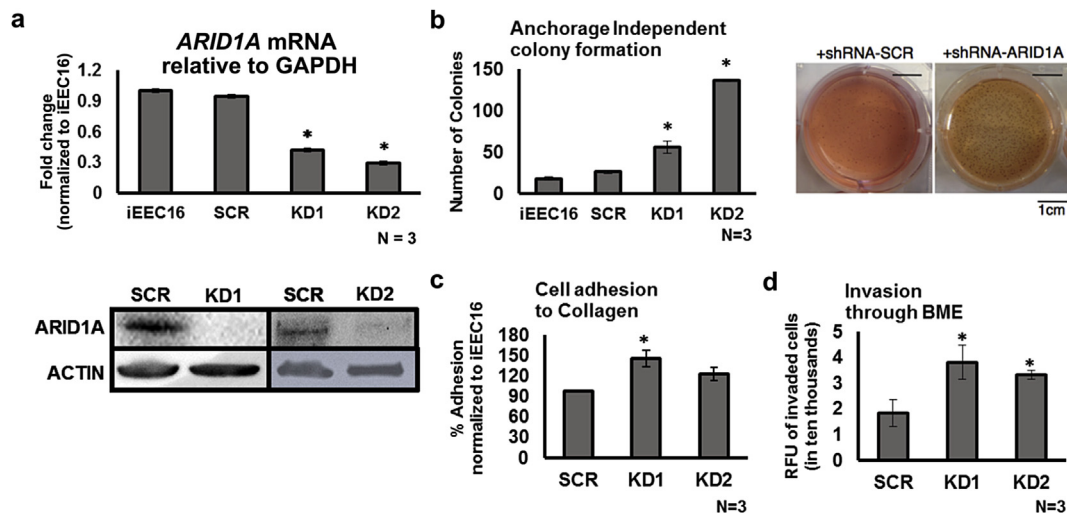 a
ARID1A mRNA
relative to GAPDH
Fold change
(normalized to iEEC16)
1.2
0.9
0.6
0.3
0
*
*
iEEC16 SCR KD1 KD2
N = 3
SCR KD1 SCR KD2
ARID1A
ACTIN
b
Anchorage Independent
colony formation
Number of Colonies
150
100
50
0
*
*
iEEC16 SCR KD1 KD2
N=3
+shRNA-SCR +shRNA-ARID1A
1cm
c
Cell adhesion
to Collagen
% Adhesion
normalized to iEEC16
180
150
120
90
60
30
0
*
SCR KD1 KD2
N=3
d
Invasion
through BME
RFU of invaded cells
(in ten thousands)
5
4
3
2
1
0
*
*
SCR KD1 KD2
N=3